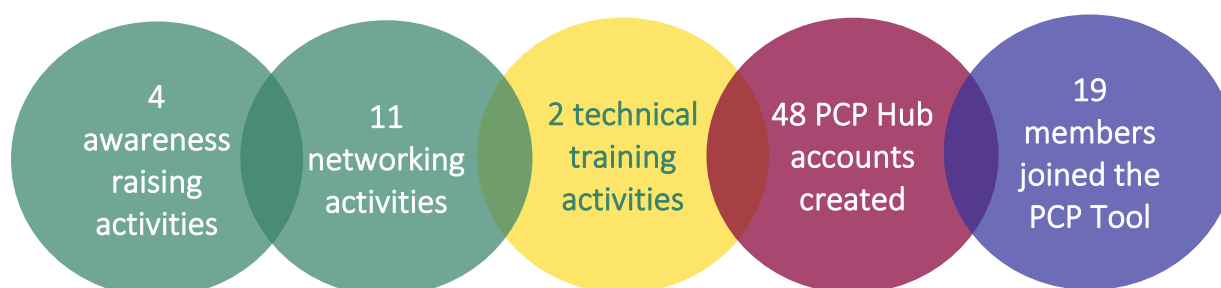 4
awareness
raising
activities
11
networking
activities
2 technical
training
activities
48 PCP Hub
accounts
created
19
members
joined the
PCP Tool